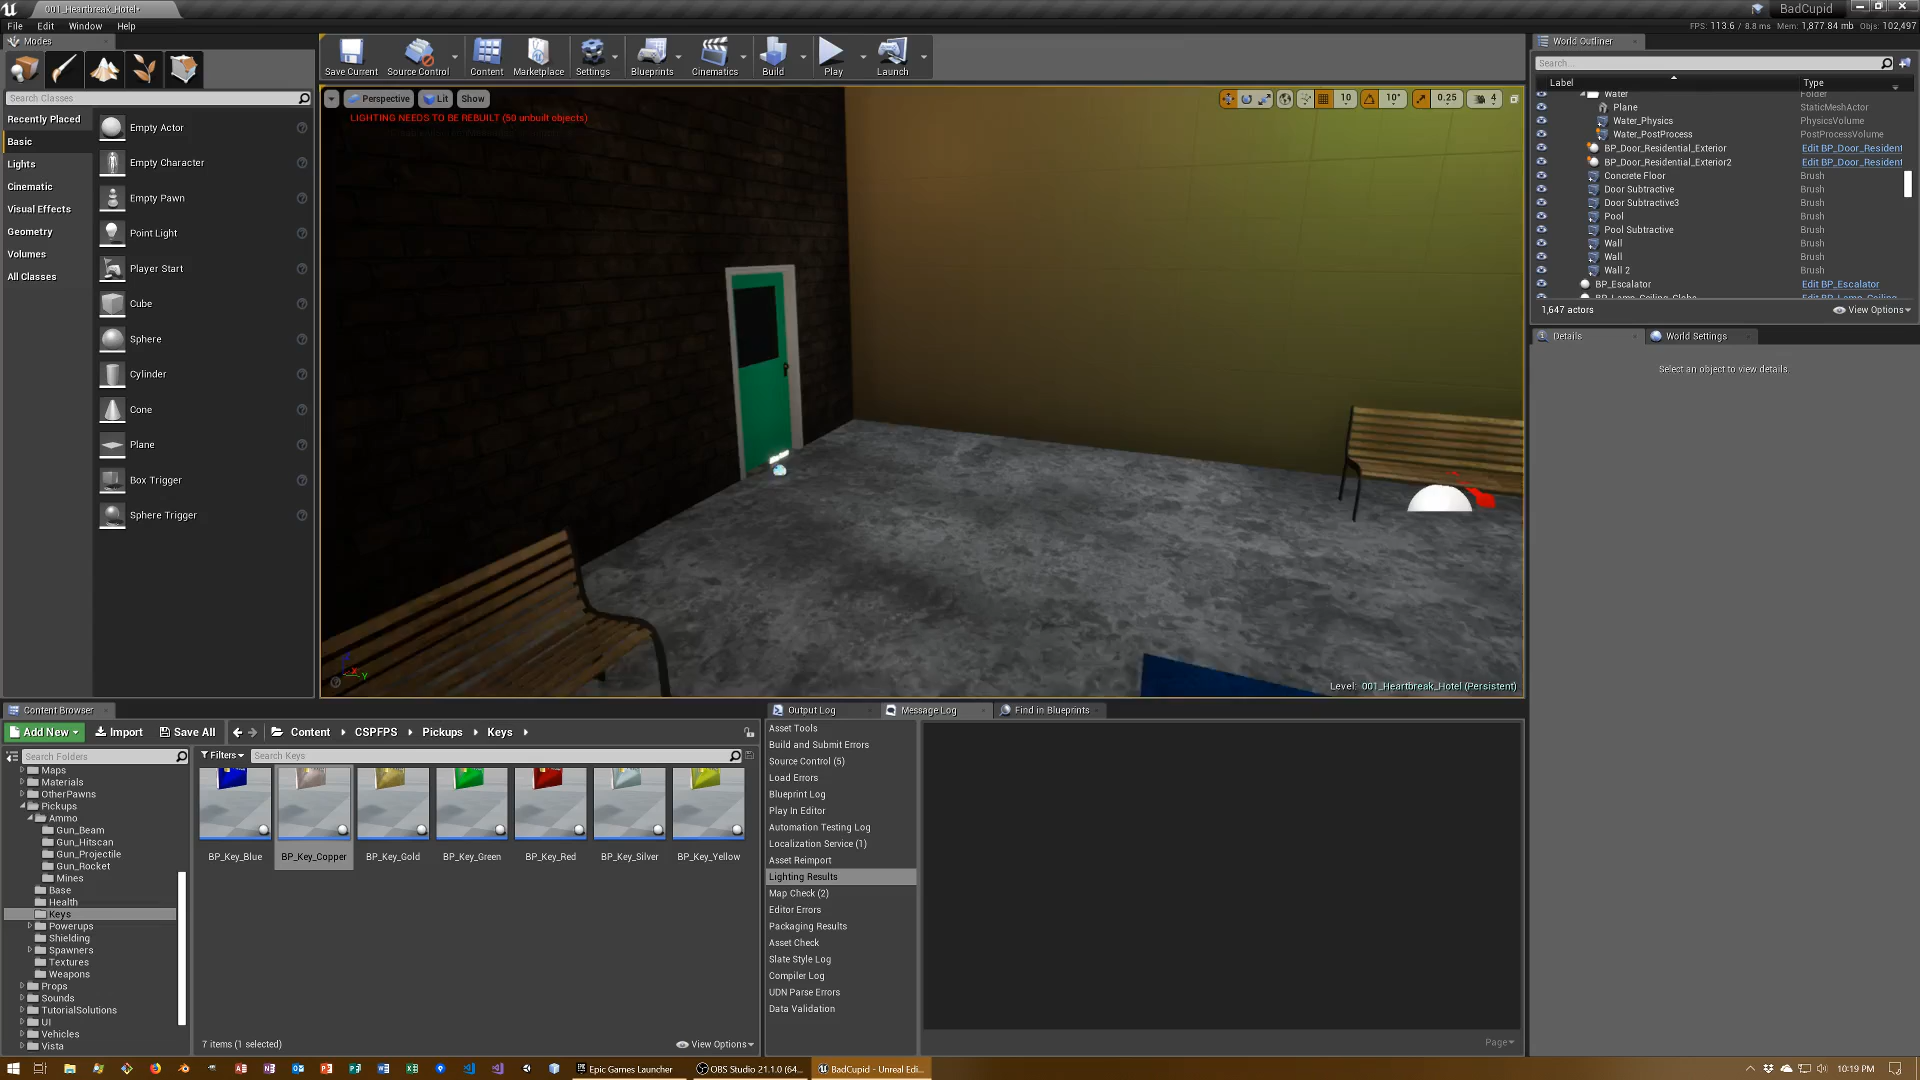 001_Heartbreak_Hotel*
BadCupid
File Edit Window Help
FPS: 113.6 / 8.8 ms Mem: 1,877.84 mb Objs: 102,497
Modes
Search Classes
Recently Placed
Basic
Lights
Cinematic
Visual Effects
Geometry
Volumes
All Classes
Empty Actor
Empty Character
Empty Pawn
Point Light
Player Start
Cube
Sphere
Cylinder
Cone
Plane
Box Trigger
Sphere Trigger
Save Current
Source Control
Content
Marketplace
Settings
Blueprints
Cinematics
Build
Play
Launch
Perspective Lit Show
10 10° 0.25 4
LIGHTING NEEDS TO BE REBUILT (50 unbuilt objects)
Level: 001_Heartbreak_Hotel (Persistent)
World Outliner
Search...
Label Type
Water Folder
Plane StaticMeshActor
Water_Physics PhysicsVolume
Water_PostProcess PostProcessVolume
BP_Door_Residential_Exterior Edit BP_Door_Resident
BP_Door_Residential_Exterior2 Edit BP_Door_Resident
Concrete Floor Brush
Door Subtractive Brush
Door Subtractive3 Brush
Pool Brush
Pool Subtractive Brush
Wall Brush
Wall Brush
Wall 2 Brush
BP_Escalator Edit BP_Escalator
BP_Lamp_Ceiling_Globe Edit BP_Lamp_Ceiling
1,647 actors
View Options
Details
World Settings
Select an object to view details.
Content Browser
Add New Import Save All Content CSPFPS Pickups Keys
Search Folders
Filters Search Keys
Maps
Materials
OtherPawns
Pickups
Ammo
Gun_Beam
Gun_Hitscan
Gun_Projectile
Gun_Rocket
Mines
Base
Health
Keys
Powerups
Shielding
Spawners
Textures
Weapons
Props
Sounds
TutorialSolutions
UI
Vehicles
Vista
BP_Key_Blue BP_Key_Copper BP_Key_Gold BP_Key_Green BP_Key_Red BP_Key_Silver BP_Key_Yellow
7 items (1 selected)
View Options
Output Log Message Log Find in Blueprints
Asset Tools
Build and Submit Errors
Source Control (5)
Load Errors
Blueprint Log
Play In Editor
Automation Testing Log
Localization Service (1)
Asset Reimport
Lighting Results
Map Check (2)
Editor Errors
Packaging Results
Asset Check
Slate Style Log
Compiler Log
UDN Parse Errors
Data Validation
Page
Epic Games Launcher
OBS Studio 21.1.0 (64...
BadCupid - Unreal Edi...
10:19 PM